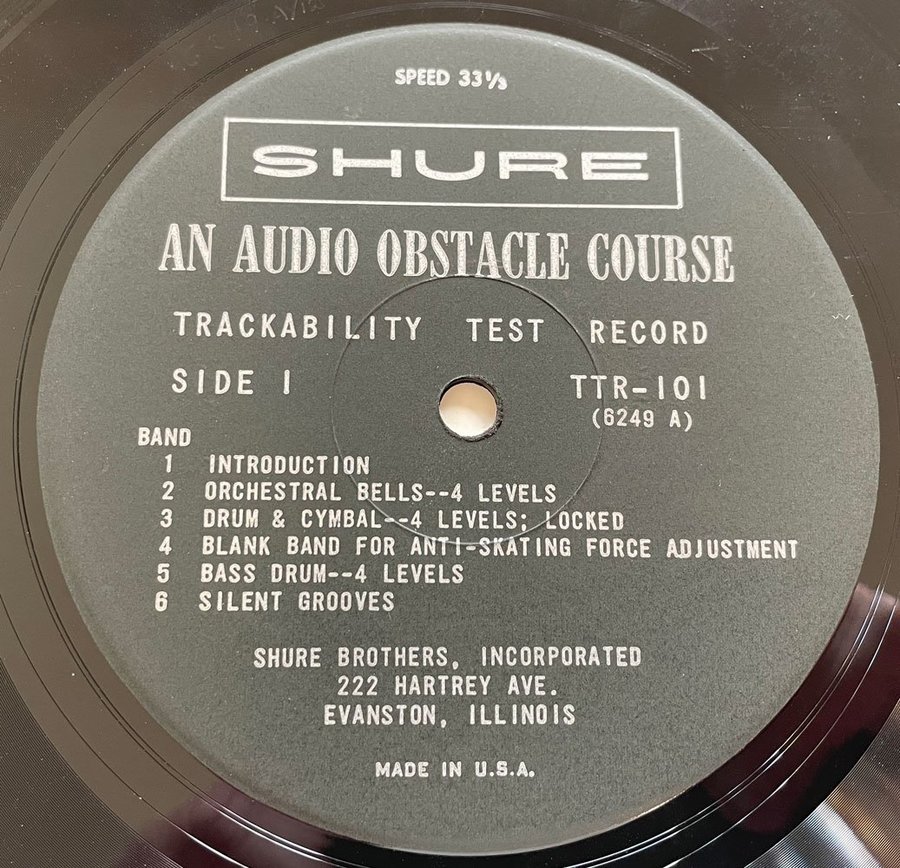 SPEED 33⅓
SHURE
AN AUDIO OBSTACLE COURSE
TRACKABILITY TEST RECORD
SIDE 1 TTR-101
(6249 A)
BAND
1 INTRODUCTION
2 ORCHESTRAL BELLS--4 LEVELS
3 DRUM & CYMBAL--4 LEVELS; LOCKED
4 BLANK BAND FOR ANTI-SKATING FORCE ADJUSTMENT
5 BASS DRUM--4 LEVELS
6 SILENT GROOVES
SHURE BROTHERS, INCORPORATED
222 HARTREY AVE.
EVANSTON, ILLINOIS
MADE IN U.S.A.